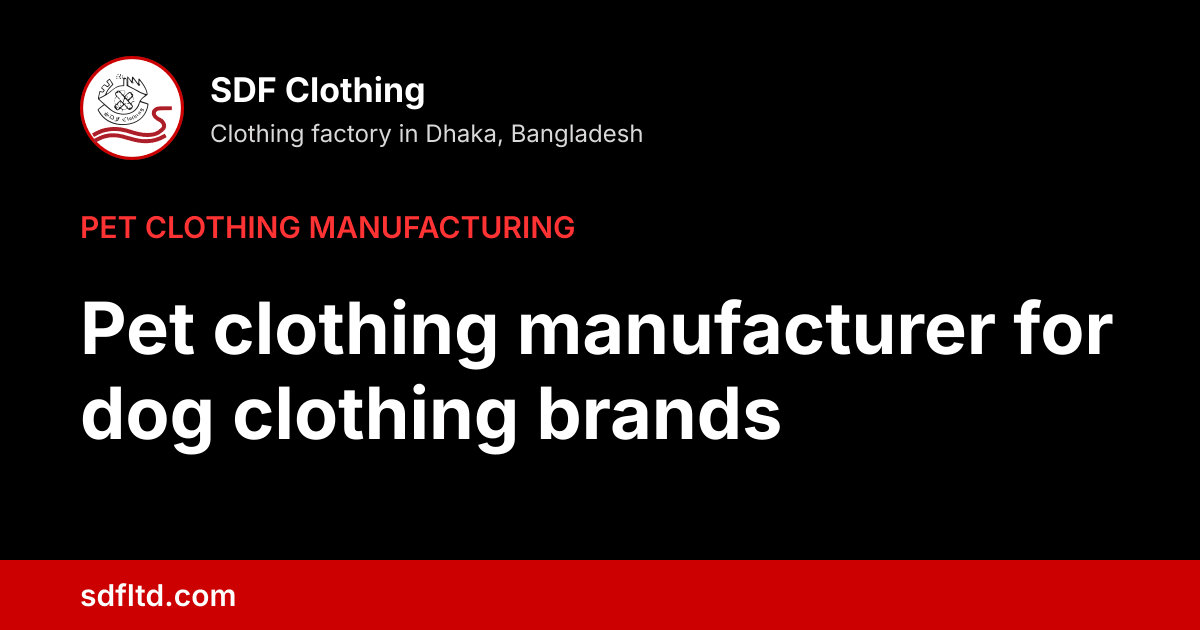 SDF Clothing
Clothing factory in Dhaka, Bangladesh
PET CLOTHING MANUFACTURING
Pet clothing manufacturer for
dog clothing brands
sdfltd.com